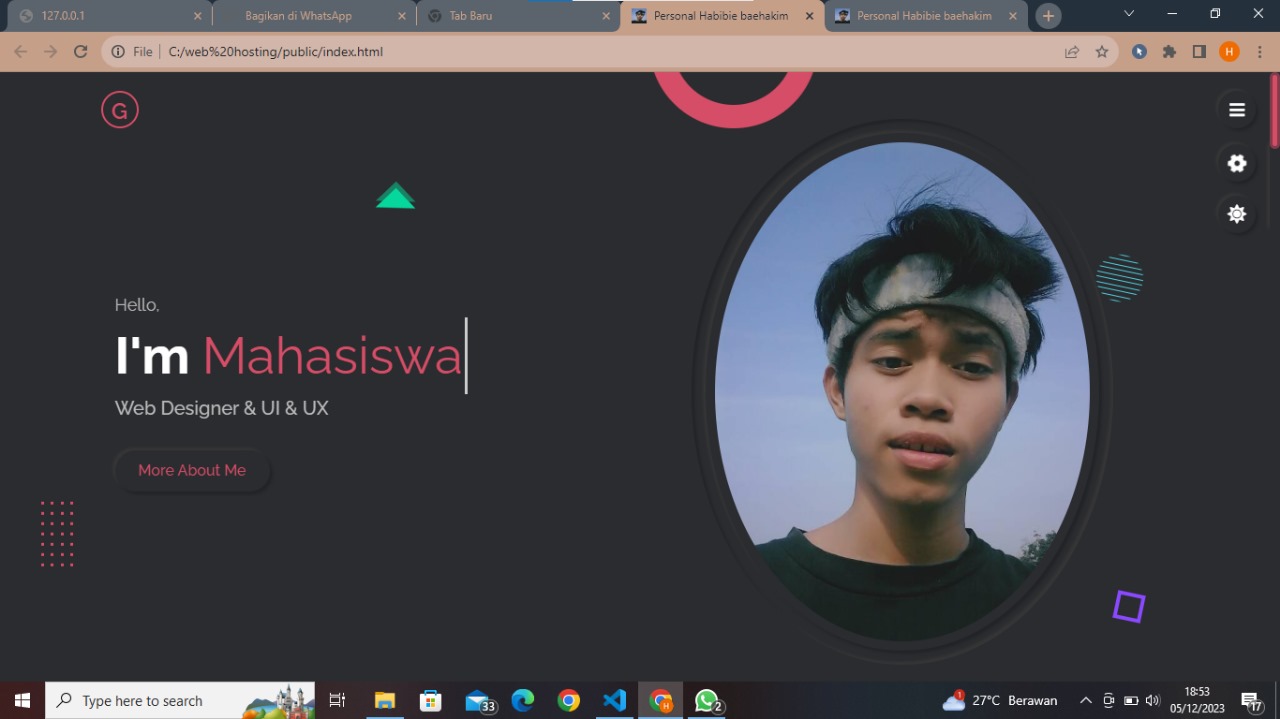 127.0.0.1
Bagikan di WhatsApp
Tab Baru
Personal Habibie baehakim
Personal Habibie baehakim
File
C:/web%20hosting/public/index.html
H
G
Hello,
I'm Mahasiswa
Web Designer & UI & UX
More About Me
Type here to search
33
H
2
1
27°C Berawan
18:53
05/12/2023
17